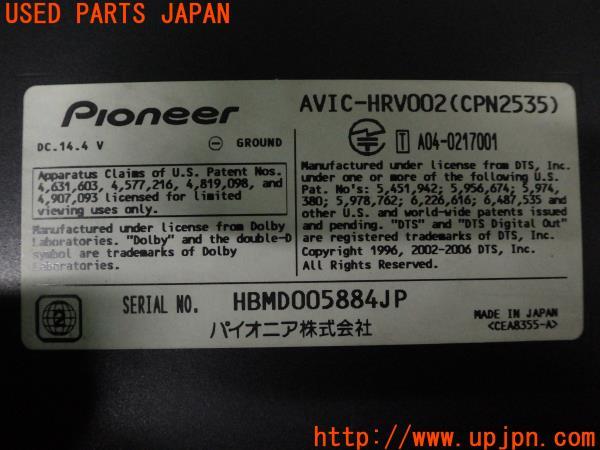 USED PARTS JAPAN
Pioneer
AVIC-HRV002(CPN2535)
DC.14.4 V
⊖ GROUND
T A04-0217001
Apparatus Claims of U.S. Patent Nos.
4,631,603, 4,577,216, 4,819,098, and
4,907,093 licensed for limited
viewing uses only.
Manufactured under license from Dolby
Laboratories. "Dolby" and the double-D
symbol are trademarks of Dolby
Laboratories.
Manufactured under license from DTS, Inc.
under one or more of the following U.S.
Pat. No's: 5,451,942; 5,956,674; 5,974,
380; 5,978,762; 6,226,616; 6,487,535 and
other U.S. and world-wide patents issued
and pending. "DTS" and "DTS Digital Out"
are registered trademarks of DTS, Inc.
Copyright 1996, 2002-2006 DTS, Inc.
All Rights Reserved.
2
SERIAL NO. HBMD005884JP
パイオニア株式会社
MADE IN JAPAN
<CEA8355-A>
http://www.upjpn.com